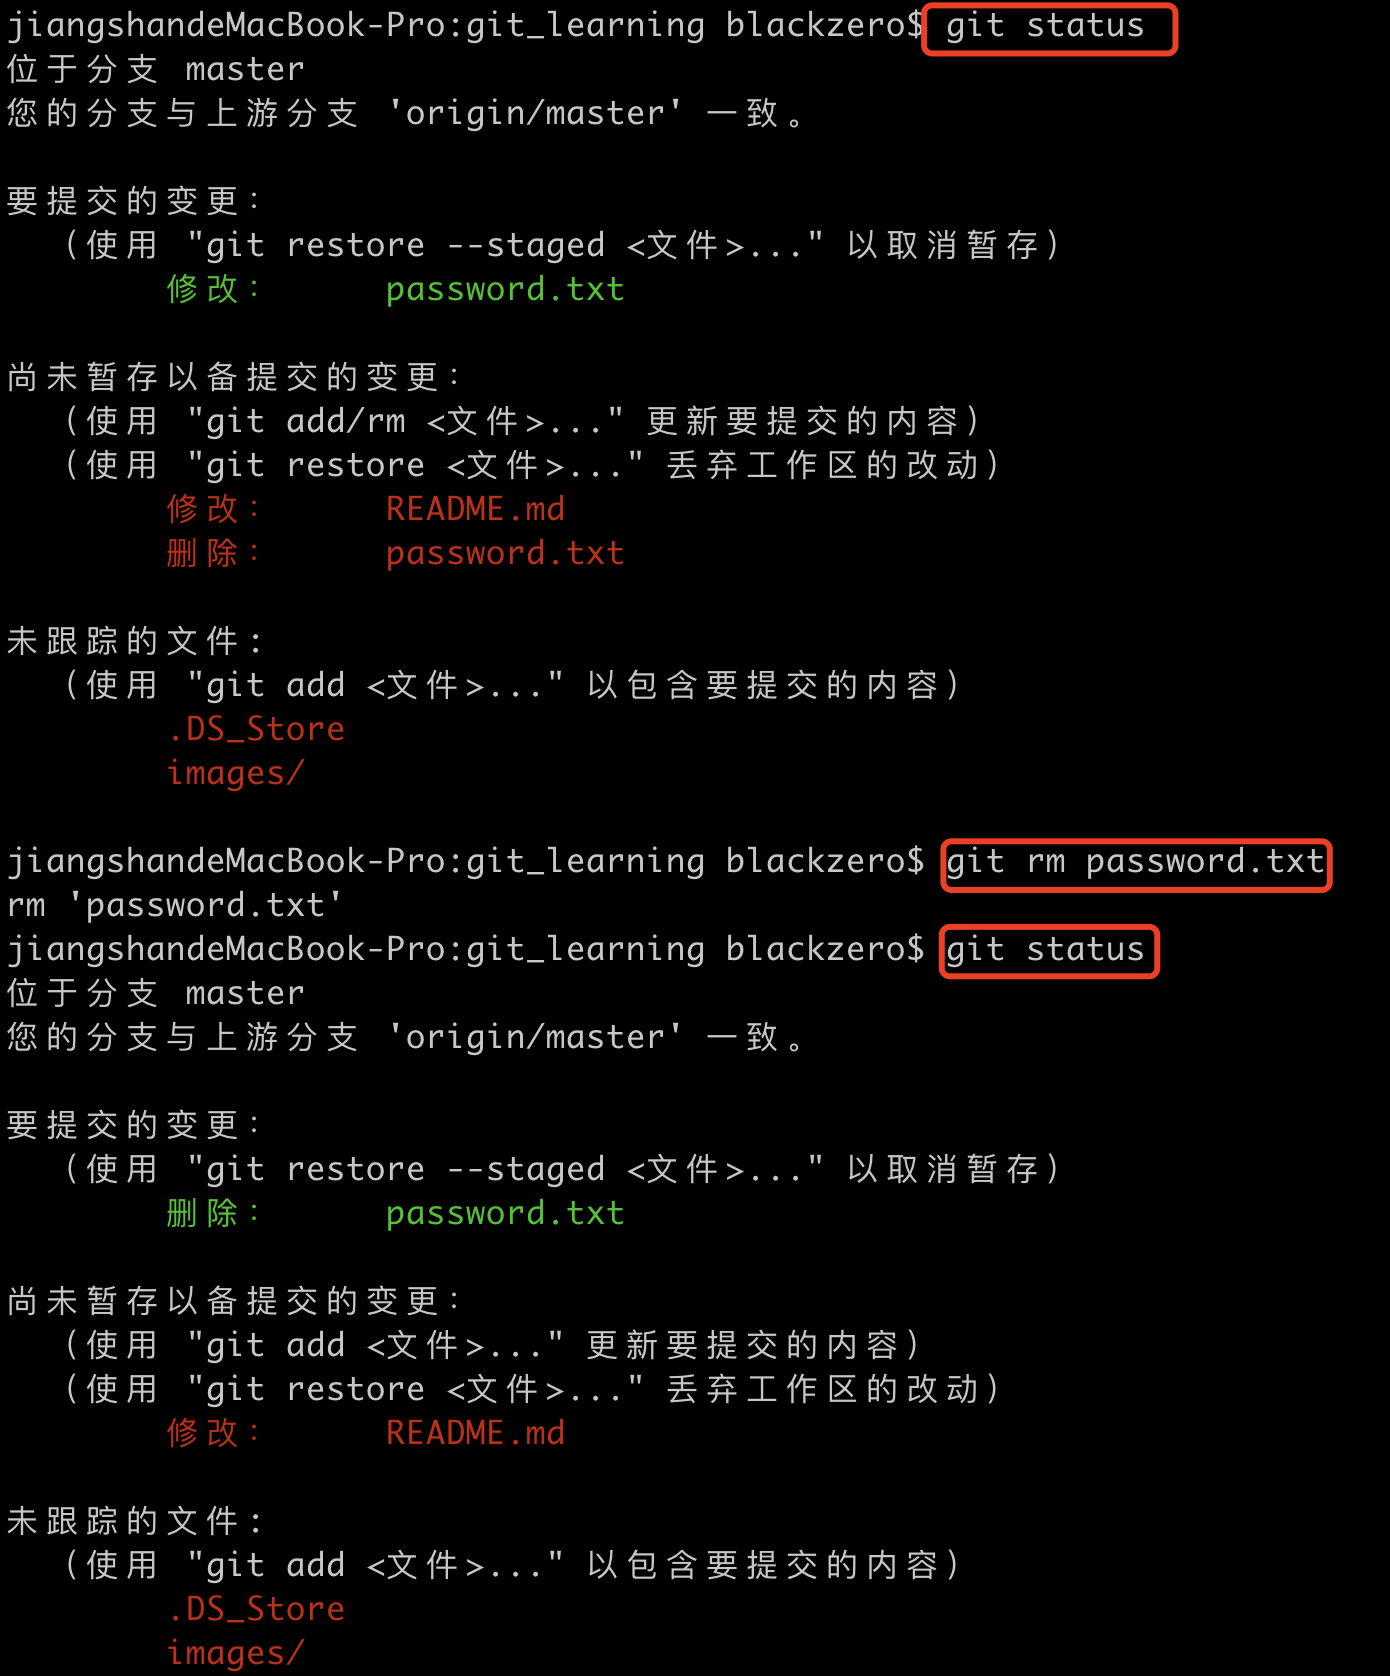 jiangshandeMacBook-Pro:git_learning blackzero$ git status
位于分支 master
您的分支与上游分支 'origin/master' 一致。
要提交的变更：
（使用 "git restore --staged <文件>..." 以取消暂存）
修改：     password.txt
尚未暂存以备提交的变更：
（使用 "git add/rm <文件>..." 更新要提交的内容）
（使用 "git restore <文件>..." 丢弃工作区的改动）
修改：     README.md
删除：     password.txt
未跟踪的文件:
（使用 "git add <文件>..." 以包含要提交的内容）
.DS_Store
images/
jiangshandeMacBook-Pro:git_learning blackzero$ git rm password.txt
rm 'password.txt'
jiangshandeMacBook-Pro:git_learning blackzero$ git status
位于分支 master
您的分支与上游分支 'origin/master' 一致。
要提交的变更：
（使用 "git restore --staged <文件>..." 以取消暂存）
删除：     password.txt
尚未暂存以备提交的变更：
（使用 "git add <文件>..." 更新要提交的内容）
（使用 "git restore <文件>..." 丢弃工作区的改动）
修改：     README.md
未跟踪的文件:
（使用 "git add <文件>..." 以包含要提交的内容）
.DS_Store
images/